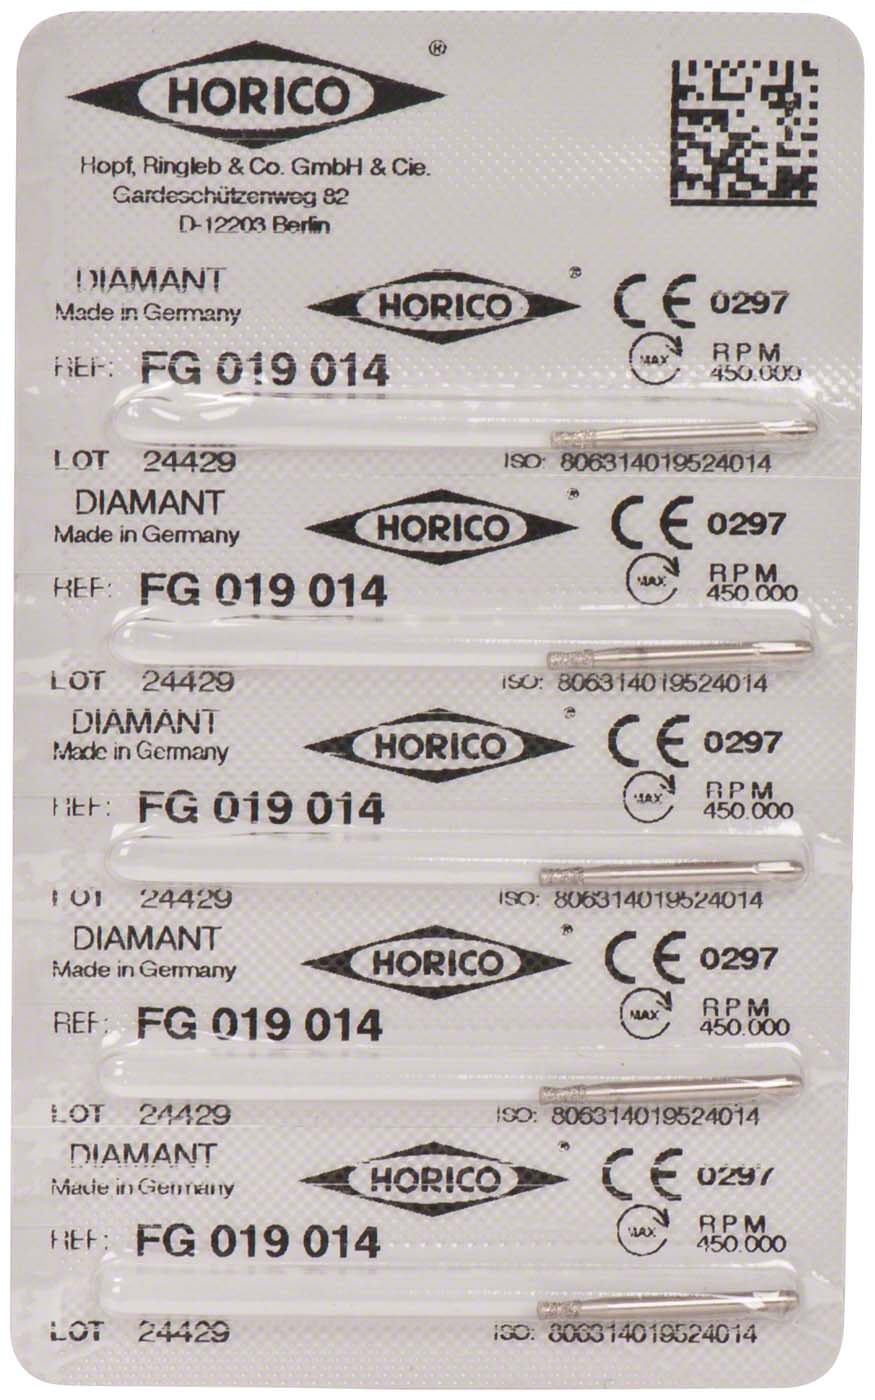 HORICO ®
Hopf, Ringleb & Co. GmbH & Cie.
Gardeschützenweg 82
D-12203 Berlin
DIAMANT HORICO ® CE 0297
Made in Germany
MAX RPM
REF: FG 019 014 450.000
LOT 24429 ISO: 806314019524014
DIAMANT HORICO ® CE 0297
Made in Germany
MAX RPM
REF: FG 019 014 450.000
LOT 24429 ISO: 806314019524014
DIAMANT HORICO ® CE 0297
Made in Germany
MAX RPM
REF: FG 019 014 450.000
LOT 24429 ISO: 806314019524014
DIAMANT HORICO ® CE 0297
Made in Germany
MAX RPM
REF: FG 019 014 450.000
LOT 24429 ISO: 806314019524014
DIAMANT HORICO ® CE 0297
Made in Germany
MAX RPM
REF: FG 019 014 450.000
LOT 24429 ISO: 806314019524014